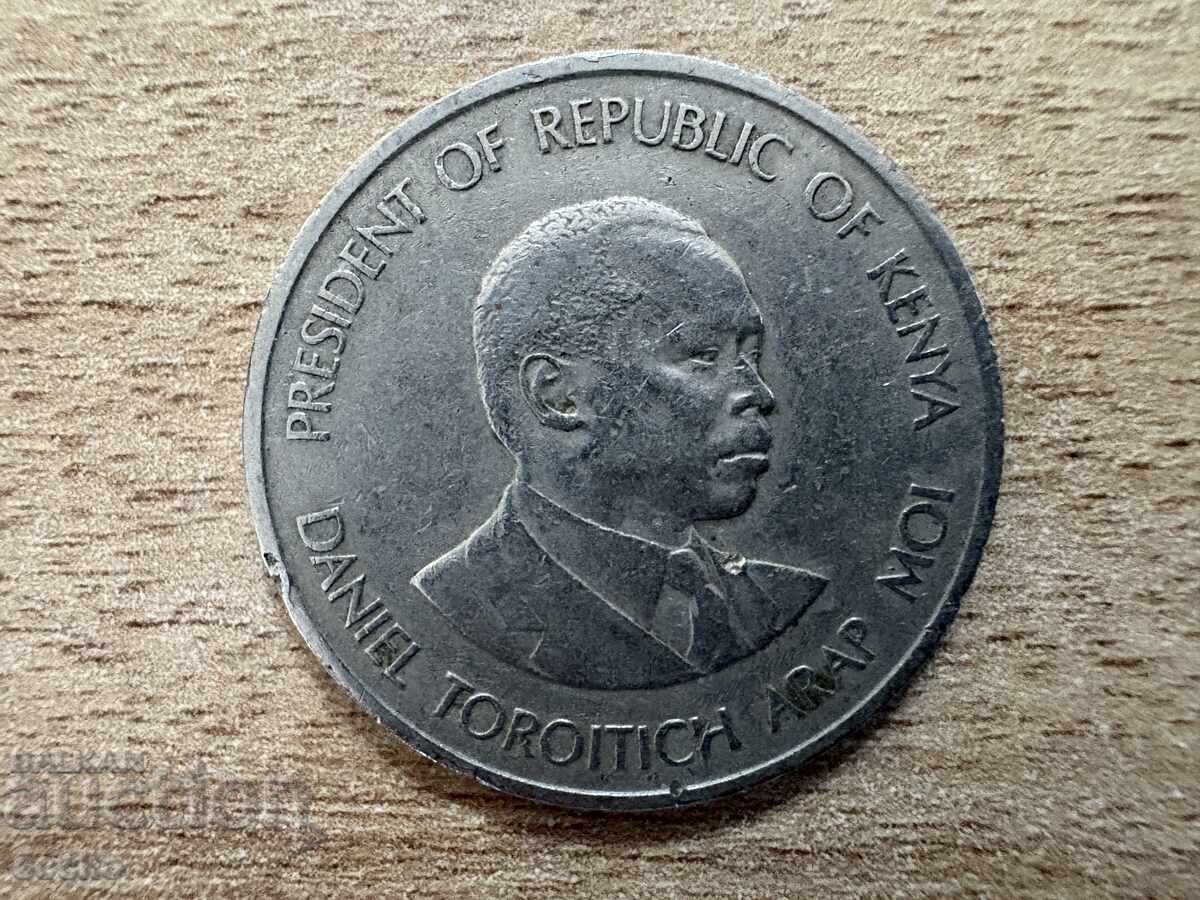 PRESIDENT OF REPUBLIC OF KENYA
DANIEL TOROITICH ARAP MOI
BALKAN
auction